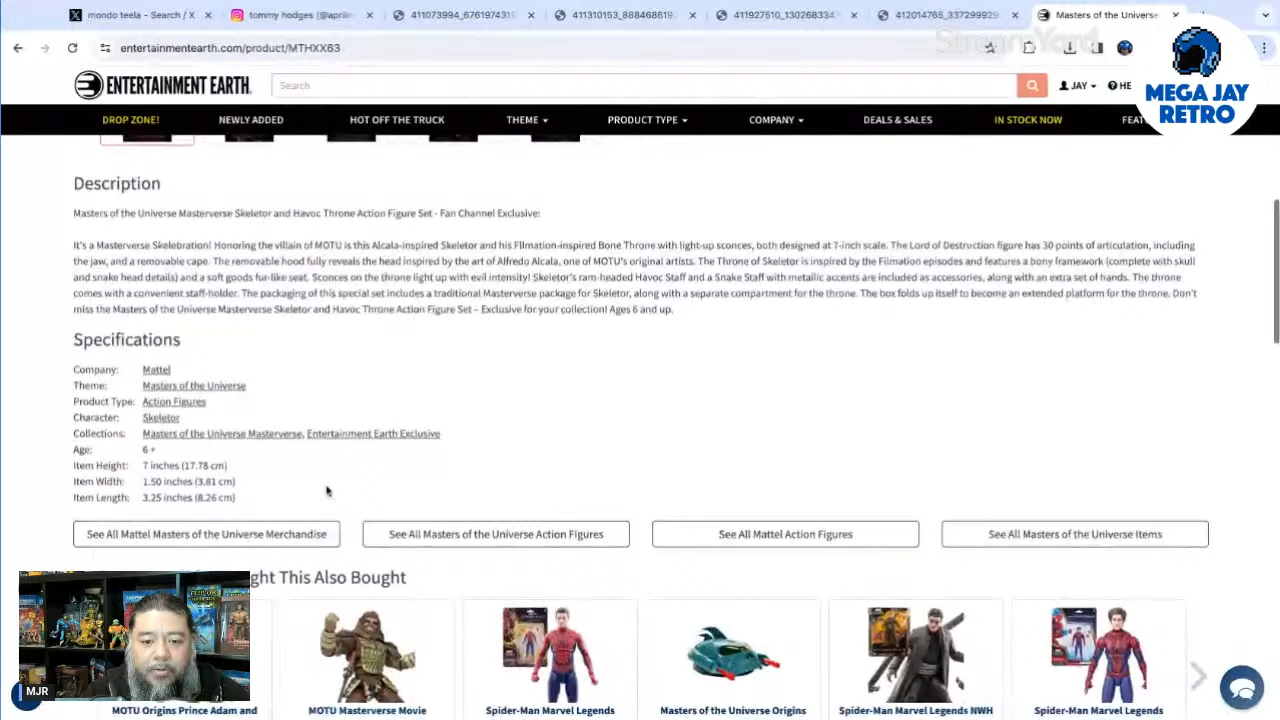 mondo teela - Search / X
tommy hodges (@aprilm
411073994_6761974317
411310153_888468619
411927510_130268334
412014765_337299929
Masters of the Universe
entertainmentearth.com/product/MTHXX63
StreamYard
ENTERTAINMENT EARTH
Search
JAY
HE
MEGA JAY
RETRO
DROP ZONE!
NEWLY ADDED
HOT OFF THE TRUCK
THEME
PRODUCT TYPE
COMPANY
DEALS & SALES
IN STOCK NOW
FEAT
Description
Masters of the Universe Masterverse Skeletor and Havoc Throne Action Figure Set - Fan Channel Exclusive:
It's a Masterverse Skelebration! Honoring the villain of MOTU is this Alcala-inspired Skeletor and his Filmation-inspired Bone Throne with light-up sconces, both designed at 7-inch scale. The Lord of Destruction figure has 30 points of articulation, including
the jaw, and a removable cape. The removable hood fully reveals the head inspired by the art of Alfredo Alcala, one of MOTU's original artists. The Throne of Skeletor is inspired by the Filmation episodes and features a bony framework (complete with skull
and snake head details) and a soft goods fur-like seat. Sconces on the throne light up with evil intensity! Skeletor's ram-headed Havoc Staff and a Snake Staff with metallic accents are included as accessories, along with an extra set of hands. The throne
comes with a convenient staff-holder. The packaging of this special set includes a traditional Masterverse package for Skeletor, along with a separate compartment for the throne. The box folds up itself to become an extended platform for the throne. Don't
miss the Masters of the Universe Masterverse Skeletor and Havoc Throne Action Figure Set – Exclusive for your collection! Ages 6 and up.
Specifications
Company: Mattel
Theme: Masters of the Universe
Product Type: Action Figures
Character: Skeletor
Collections: Masters of the Universe Masterverse, Entertainment Earth Exclusive
Age: 6 +
Item Height: 7 inches (17.78 cm)
Item Width: 1.50 inches (3.81 cm)
Item Length: 3.25 inches (8.26 cm)
See All Mattel Masters of the Universe Merchandise
See All Masters of the Universe Action Figures
See All Mattel Action Figures
See All Masters of the Universe Items
ght This Also Bought
MJR
MOTU Origins Prince Adam and
MOTU Masterverse Movie
Spider-Man Marvel Legends
Masters of the Universe Origins
Spider-Man Marvel Legends NWH
Spider-Man Marvel Legends